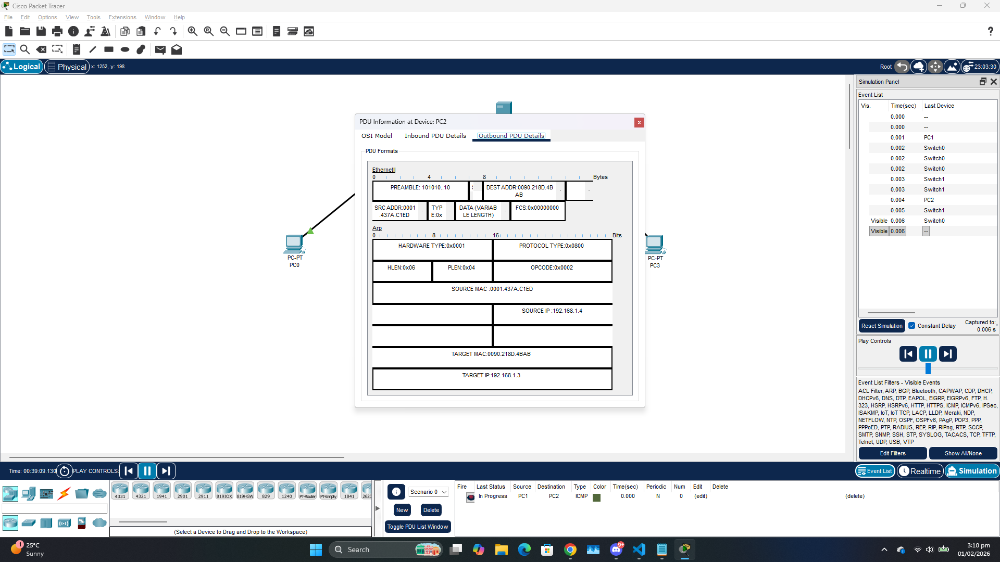 Cisco Packet Tracer
File Edit Options View Tools Extensions Window Help
Logical Physical x: 1252, y: 198 Root 23:03:30
Simulation Panel
Event List
Vis. Time(sec) Last Device
0.000 --
0.000 --
0.001 PC1
0.002 Switch0
0.002 Switch0
0.002 Switch0
0.003 Switch1
0.003 Switch1
0.004 PC2
0.005 Switch1
Visible 0.006 Switch0
Visible 0.006 --
Reset Simulation Constant Delay Captured to:
0.006 s
Play Controls
Event List Filters - Visible Events
ACL Filter, ARP, BGP, Bluetooth, CAPWAP, CDP, DHCP,
DHCPv6, DNS, DTP, EAPOL, EIGRP, EIGRPv6, FTP, H.
323, HSRP, HSRPv6, HTTP, HTTPS, ICMP, ICMPv6, IPSec,
ISAKMP, IoT, IoT TCP, LACP, LLDP, Meraki, NDP,
NETFLOW, NTP, OSPF, OSPFv6, PAgP, POP3, PPP,
PPPoED, PTP, RADIUS, REP, RIP, RIPng, RTP, SCCP,
SMTP, SNMP, SSH, STP, SYSLOG, TACACS, TCP, TFTP,
Telnet, UDP, USB, VTP
Edit Filters Show All/None
PDU Information at Device: PC2
OSI Model Inbound PDU Details Outbound PDU Details
PDU Formats
EthernetII
0 4 8 Bytes
PREAMBLE: 101010..10
DEST ADDR:0090.218D.4B
AB
SRC ADDR:0001
.437A.C1ED
TYP
E:0x
DATA (VARIAB
LE LENGTH)
FCS:0x00000000
Arp
0 8 16 Bits
HARDWARE TYPE:0x0001 PROTOCOL TYPE:0x0800
HLEN:0x06 PLEN:0x04 OPCODE:0x0002
SOURCE MAC :0001.437A.C1ED
SOURCE IP :192.168.1.4
TARGET MAC:0090.218D.4BAB
TARGET IP:192.168.1.3
PC-PT
PC0
PC-PT
PC3
Time: 00:39:09.130 PLAY CONTROLS:
Event List Realtime Simulation
4331 4321 1941 2901 2911 819IOX 819HGW 829 1240 PT-Router PT-Empty 1841 2620
(Select a Device to Drag and Drop to the Workspace)
Scenario 0
New Delete
Toggle PDU List Window
Fire Last Status Source Destination Type Color Time(sec) Periodic Num Edit Delete
In Progress PC1 PC2 ICMP 0.000 N 0 (edit) (delete)
1
25°C
Sunny
Search
9+
3:10 pm
01/02/2026